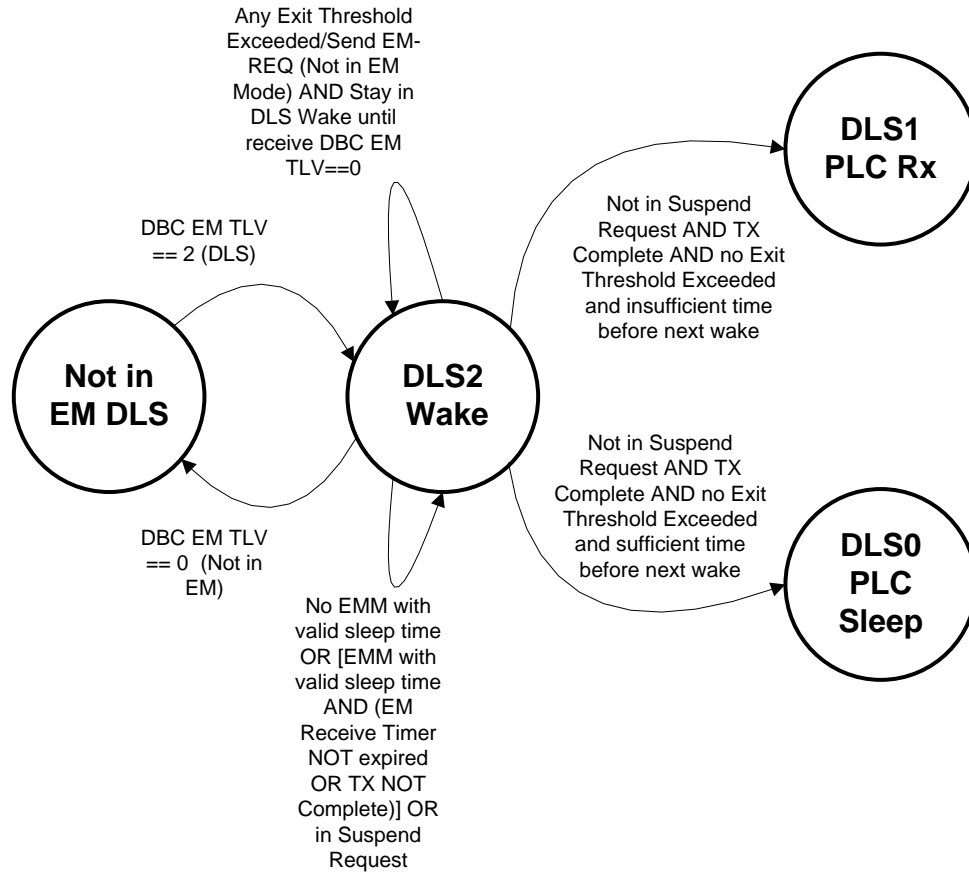 Any Exit Threshold
Exceeded/Send EM-
REQ (Not in EM
Mode) AND Stay in
DLS Wake until
receive DBC EM
TLV==0
DBC EM TLV
== 2 (DLS)
Not in
EM DLS
DBC EM TLV
== 0 (Not in
EM)
DLS2
Wake
No EMM with
valid sleep time
OR [EMM with
valid sleep time
AND (EM
Receive Timer
NOT expired
OR TX NOT
Complete)] OR
in Suspend
Request
Not in Suspend
Request AND TX
Complete AND no Exit
Threshold Exceeded
and insufficient time
before next wake
DLS1
PLC Rx
Not in Suspend
Request AND TX
Complete AND no Exit
Threshold Exceeded
and sufficient time
before next wake
DLS0
PLC
Sleep